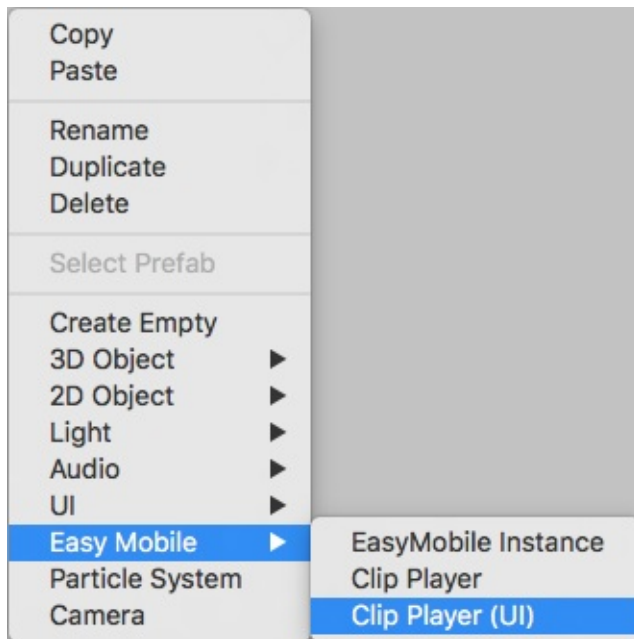 Copy
Paste
Rename
Duplicate
Delete
Select Prefab
Create Empty
3D Object
2D Object
Light
Audio
UI
Easy Mobile
Particle System
Camera
EasyMobile Instance
Clip Player
Clip Player (UI)